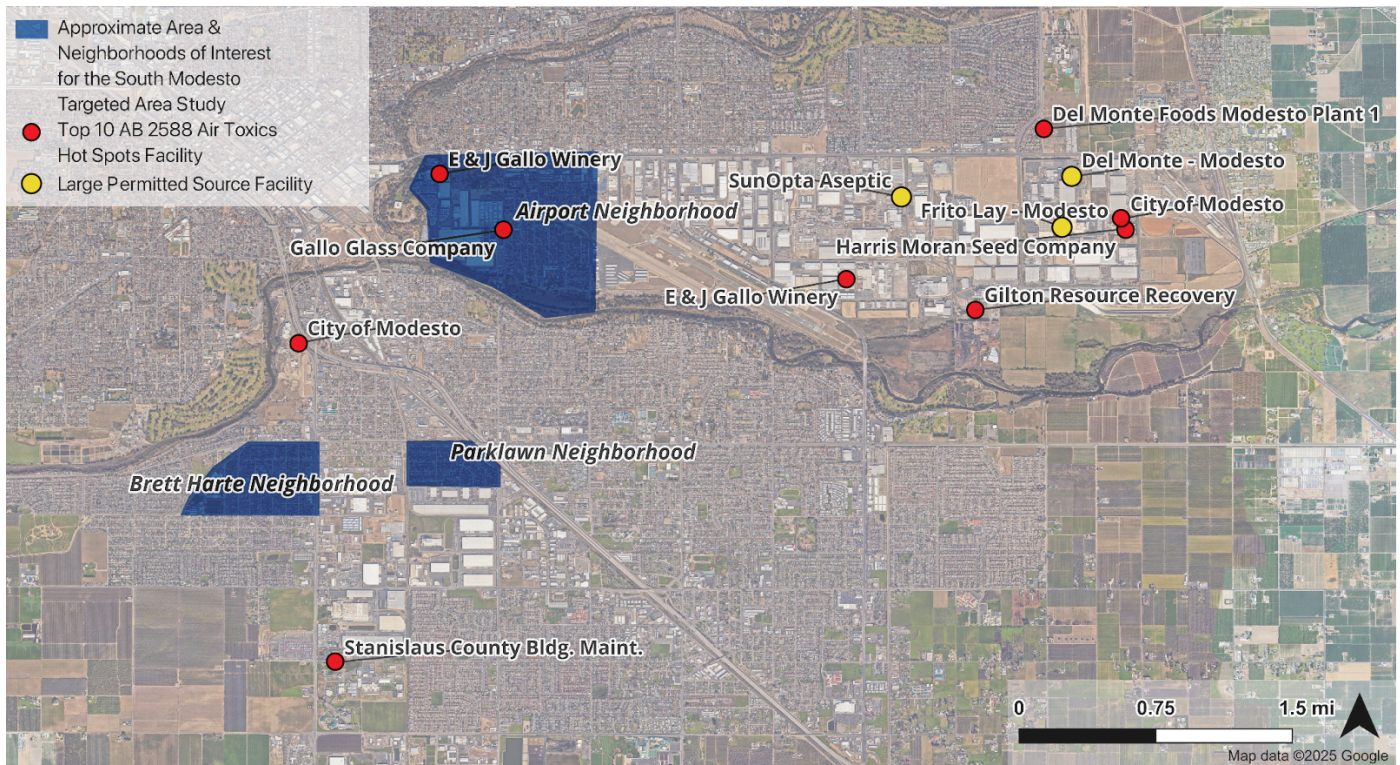 Approximate Area &
Neighborhoods of Interest
for the South Modesto
Targeted Area Study
Top 10 AB 2588 Air Toxics
Hot Spots Facility
Large Permitted Source Facility
Del Monte Foods Modesto Plant 1
E & J Gallo Winery
Del Monte - Modesto
SunOpta Aseptic
Airport Neighborhood
Frito Lay - Modesto
City of Modesto
Gallo Glass Company
Harris Moran Seed Company
E & J Gallo Winery
Gilton Resource Recovery
City of Modesto
Parklawn Neighborhood
Brett Harte Neighborhood
Stanislaus County Bldg. Maint.
0 0.75 1.5 mi
Map data ©2025 Google